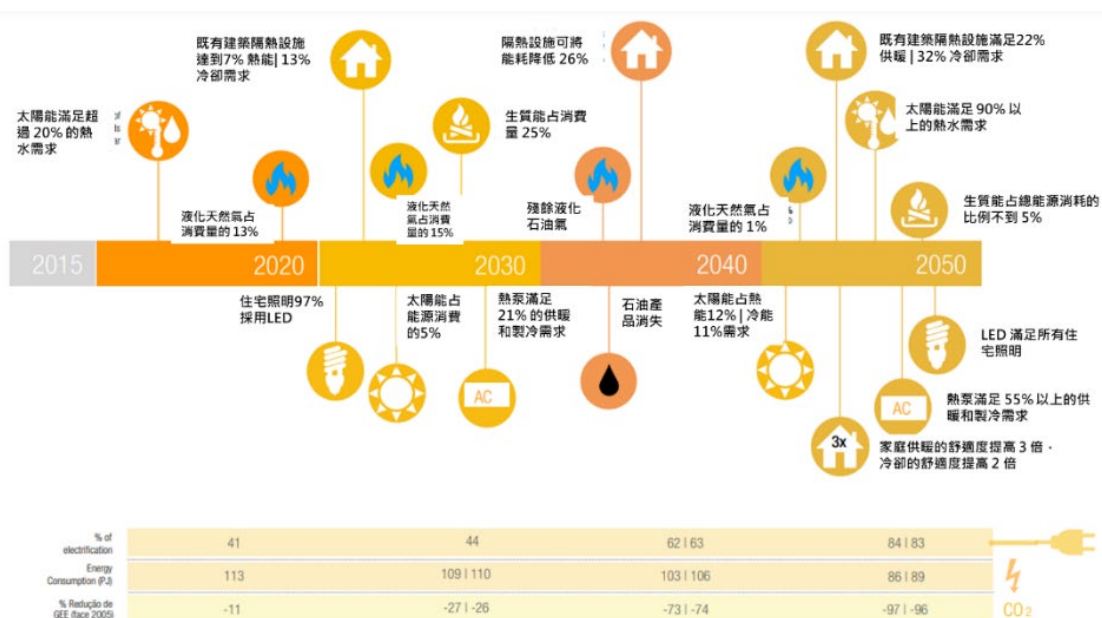 太陽能滿足超
過 20% 的熱
水需求
既有建築隔熱設施
達到7% 熱能| 13%
冷卻需求
液化天然氣占
消費量的 13%
液化天然
氣占消費
量的 15%
生質能占消費
量 25%
隔熱設施可將
能耗降低 26%
殘餘液化
石油氣
液化天然氣占
消費量的 1%
既有建築隔熱設施滿足22%
供暖 | 32% 冷卻需求
太陽能滿足 90% 以
上的熱水需求
生質能占總能源消耗的
比例不到 5%
2015
2020
2030
2040
2050
住宅照明97%
採用LED
太陽能占
能源消費
的5%
熱泵滿足
21% 的供暖
和製冷需求
AC
石油產
品消失
太陽能占熱
能12% | 冷能
11%需求
3x
家庭供暖的舒適度提高 3 倍，
冷卻的舒適度提高 2 倍
AC
熱泵滿足 55% 以上的供
暖和製冷需求
LED 滿足所有住
宅照明
% of
electrification
41
44
62 | 63
84 | 83
Energy
Consumption (PJ)
113
109 | 110
103 | 106
86 | 89
% Redução de
GEE (face 2005)
-11
-27 | -26
-73 | -74
-97 | -96
CO2